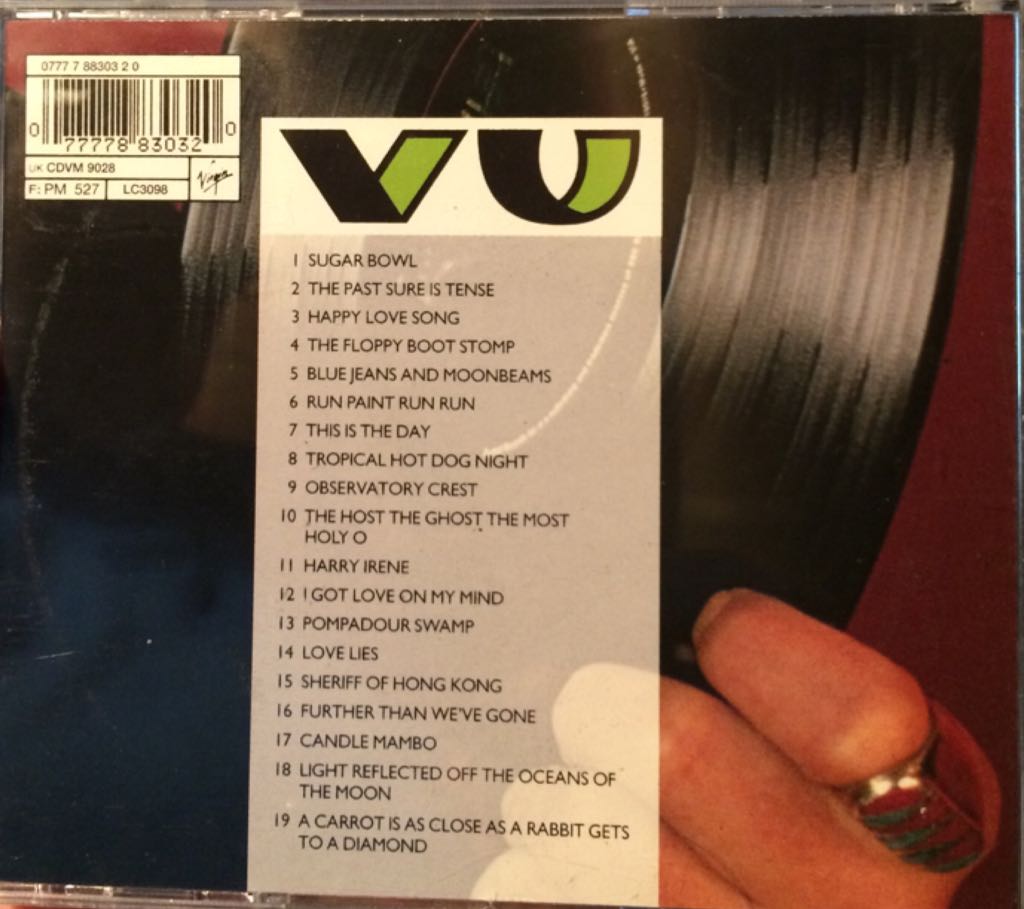 0777 7 88303 2 0
0 77778 83032 0
UK CDVM 9028
F: PM 527 LC3098
Virgin
VU
1 SUGAR BOWL
2 THE PAST SURE IS TENSE
3 HAPPY LOVE SONG
4 THE FLOPPY BOOT STOMP
5 BLUE JEANS AND MOONBEAMS
6 RUN PAINT RUN RUN
7 THIS IS THE DAY
8 TROPICAL HOT DOG NIGHT
9 OBSERVATORY CREST
10 THE HOST THE GHOST THE MOST
HOLY O
11 HARRY IRENE
12 I GOT LOVE ON MY MIND
13 POMPADOUR SWAMP
14 LOVE LIES
15 SHERIFF OF HONG KONG
16 FURTHER THAN WE'VE GONE
17 CANDLE MAMBO
18 LIGHT REFLECTED OFF THE OCEANS OF
THE MOON
19 A CARROT IS AS CLOSE AS A RABBIT GETS
TO A DIAMOND